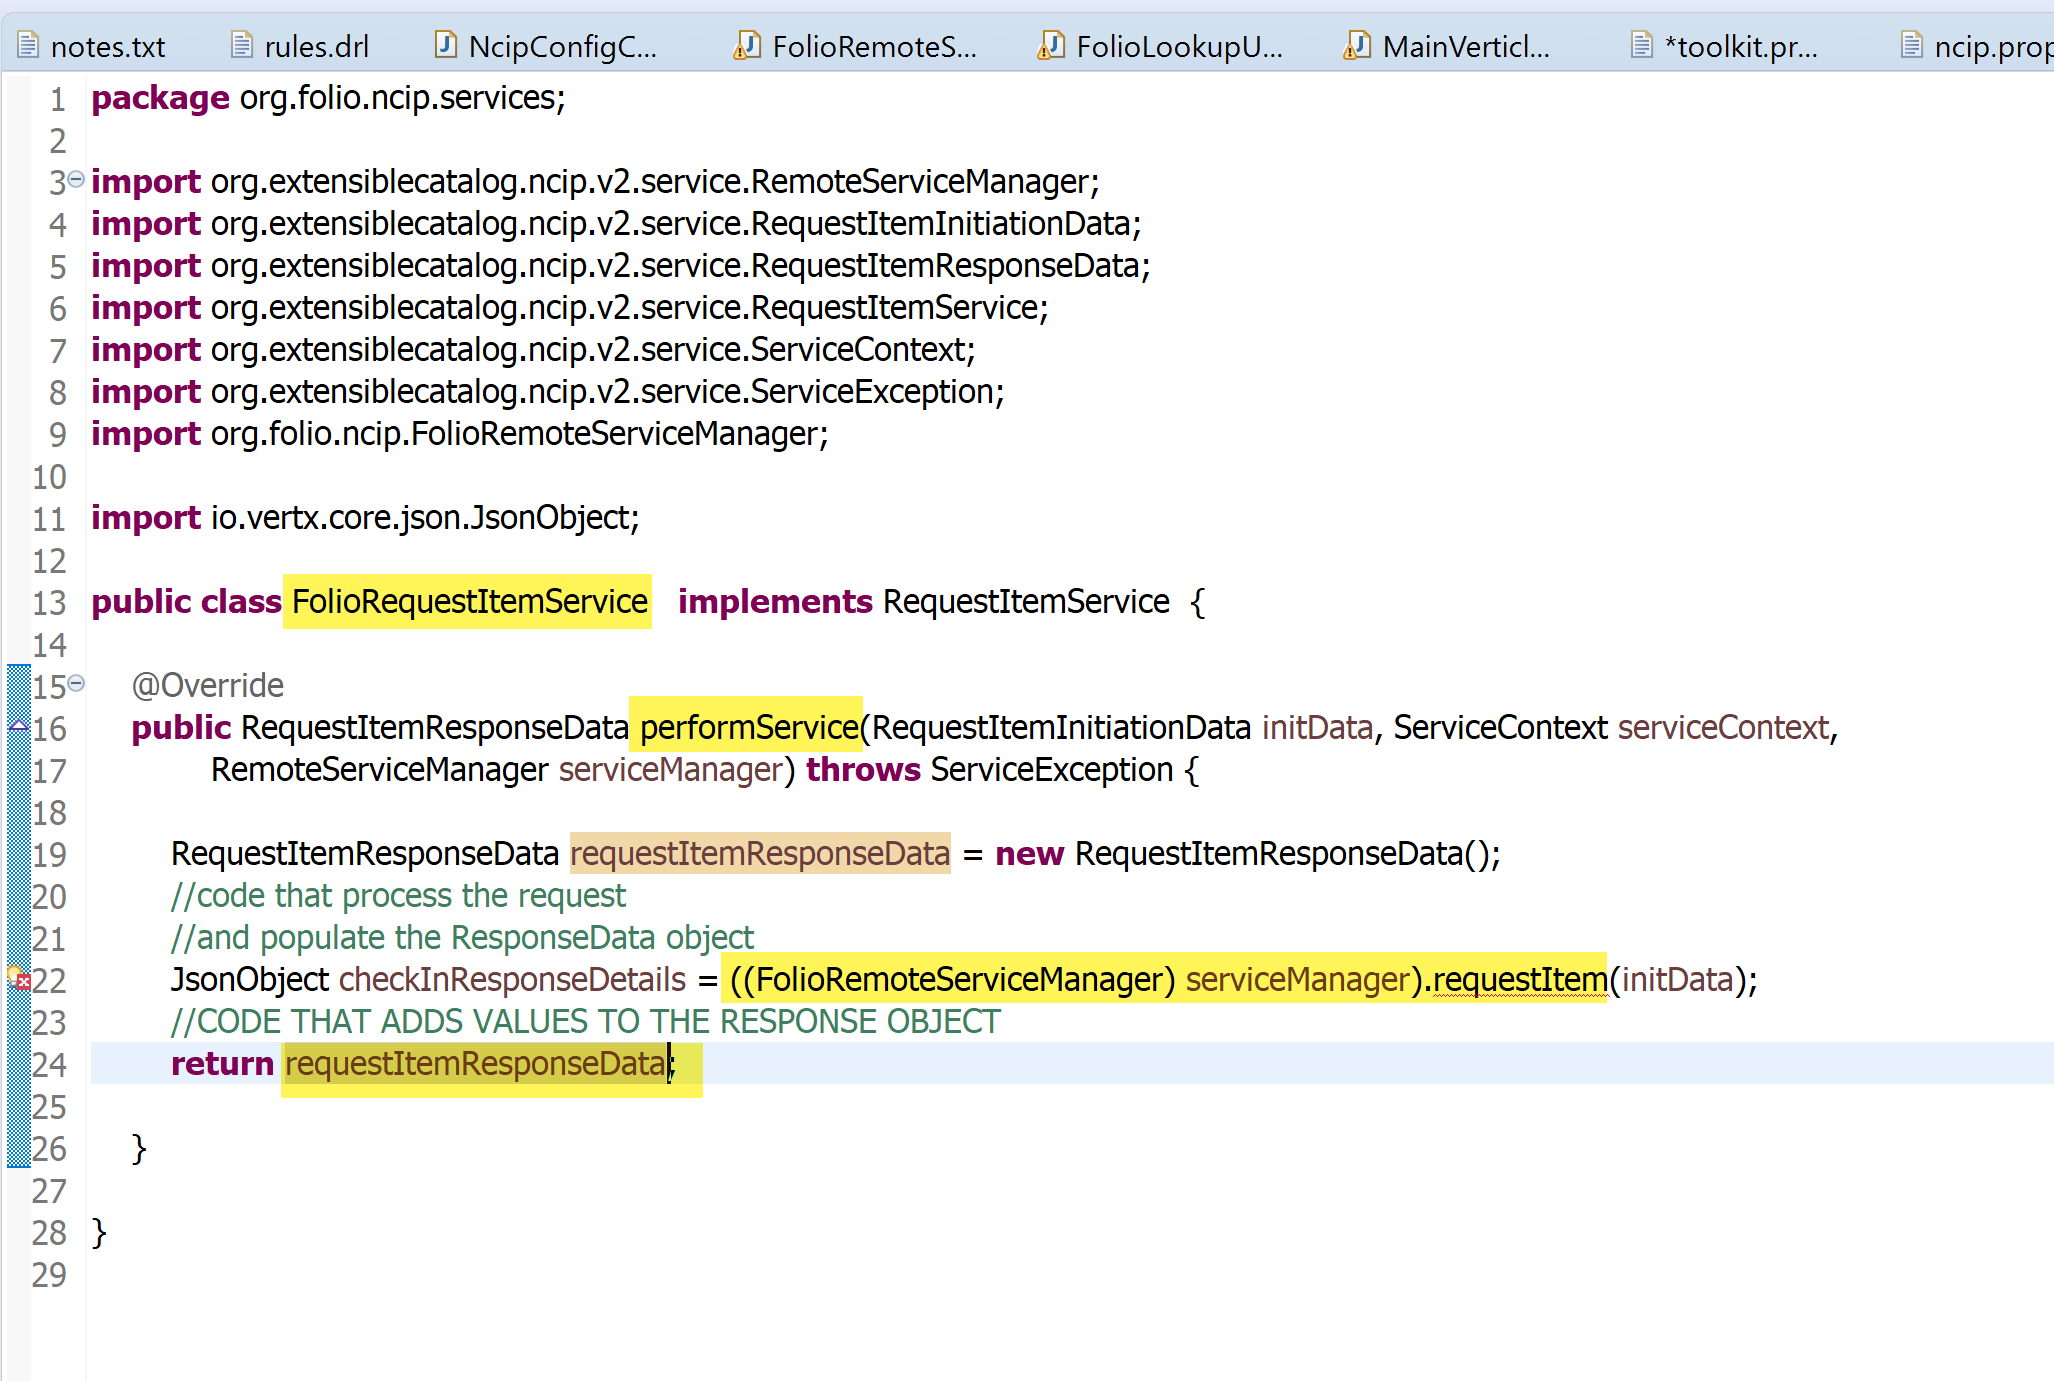 notes.txt rules.drl NcipConfigC... FolioRemoteS... FolioLookupU... MainVerticl... *toolkit.pr... ncip.prop
1 package org.folio.ncip.services;
2
3 import org.extensiblecatalog.ncip.v2.service.RemoteServiceManager;
4 import org.extensiblecatalog.ncip.v2.service.RequestItemInitiationData;
5 import org.extensiblecatalog.ncip.v2.service.RequestItemResponseData;
6 import org.extensiblecatalog.ncip.v2.service.RequestItemService;
7 import org.extensiblecatalog.ncip.v2.service.ServiceContext;
8 import org.extensiblecatalog.ncip.v2.service.ServiceException;
9 import org.folio.ncip.FolioRemoteServiceManager;
10
11 import io.vertx.core.json.JsonObject;
12
13 public class FolioRequestItemService implements RequestItemService {
14
15 @Override
16 public RequestItemResponseData performService(RequestItemInitiationData initData, ServiceContext serviceContext,
17 RemoteServiceManager serviceManager) throws ServiceException {
18
19 RequestItemResponseData requestItemResponseData = new RequestItemResponseData();
20 //code that process the request
21 //and populate the ResponseData object
22 JsonObject checkInResponseDetails = ((FolioRemoteServiceManager) serviceManager).requestItem(initData);
23 //CODE THAT ADDS VALUES TO THE RESPONSE OBJECT
24 return requestItemResponseData;
25
26 }
27
28 }
29